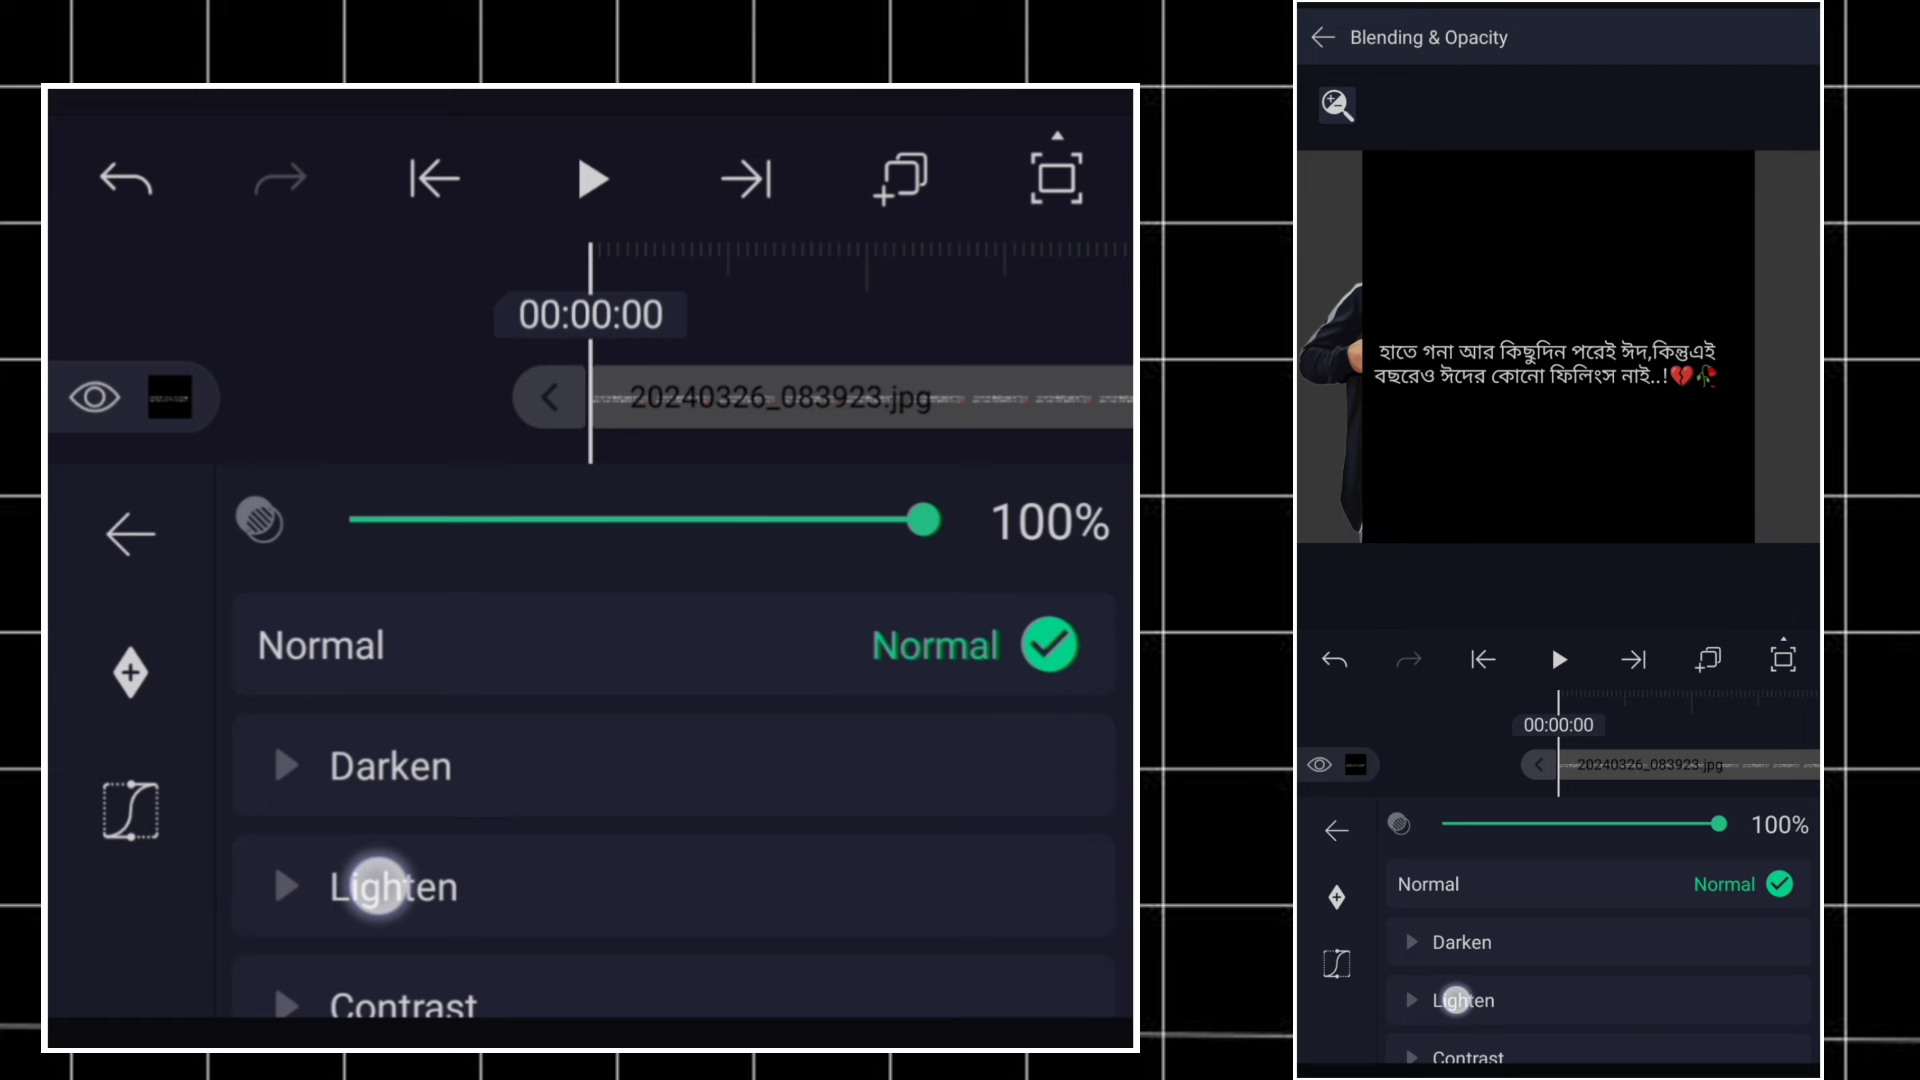 00:00:00
20240326_083923.jpg
100%
Normal Normal
Darken
Lighten
Contrast
Blending & Opacity
হাতে গনা আর কিছুদিন পরেই ঈদ,কিন্তুএই
বছরেও ঈদের কোনো ফিলিংস নাই..!💔🥀
00:00:00
20240326_083923.jpg
100%
Normal Normal
Darken
Lighten
Contrast